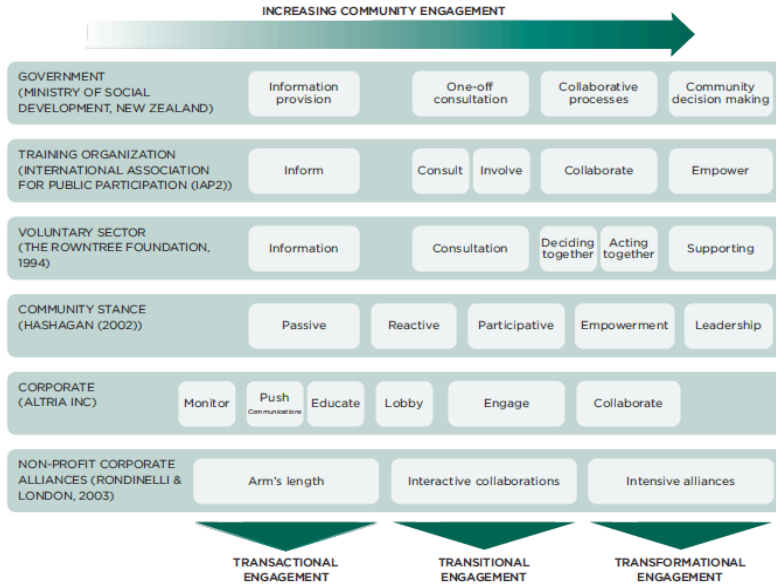 INCREASING COMMUNITY ENGAGEMENT
GOVERNMENT
(MINISTRY OF SOCIAL
DEVELOPMENT, NEW ZEALAND)
Information
provision
One-off
consultation
Collaborative
processes
Community
decision making
TRAINING ORGANIZATION
(INTERNATIONAL ASSOCIATION
FOR PUBLIC PARTICIPATION (IAP2))
Inform
Consult
Involve
Collaborate
Empower
VOLUNTARY SECTOR
(THE ROWNTREE FOUNDATION,
1994)
Information
Consultation
Deciding
together
Acting
together
Supporting
COMMUNITY STANCE
(HASHAGAN (2002))
Passive
Reactive
Participative
Empowerment
Leadership
CORPORATE
(ALTRIA INC)
Monitor
Push
Communications
Educate
Lobby
Engage
Collaborate
NON-PROFIT CORPORATE
ALLIANCES (RONDINELLI &
LONDON, 2003)
Arm's length
Interactive collaborations
Intensive alliances
TRANSACTIONAL
ENGAGEMENT
TRANSITIONAL
ENGAGEMENT
TRANSFORMATIONAL
ENGAGEMENT